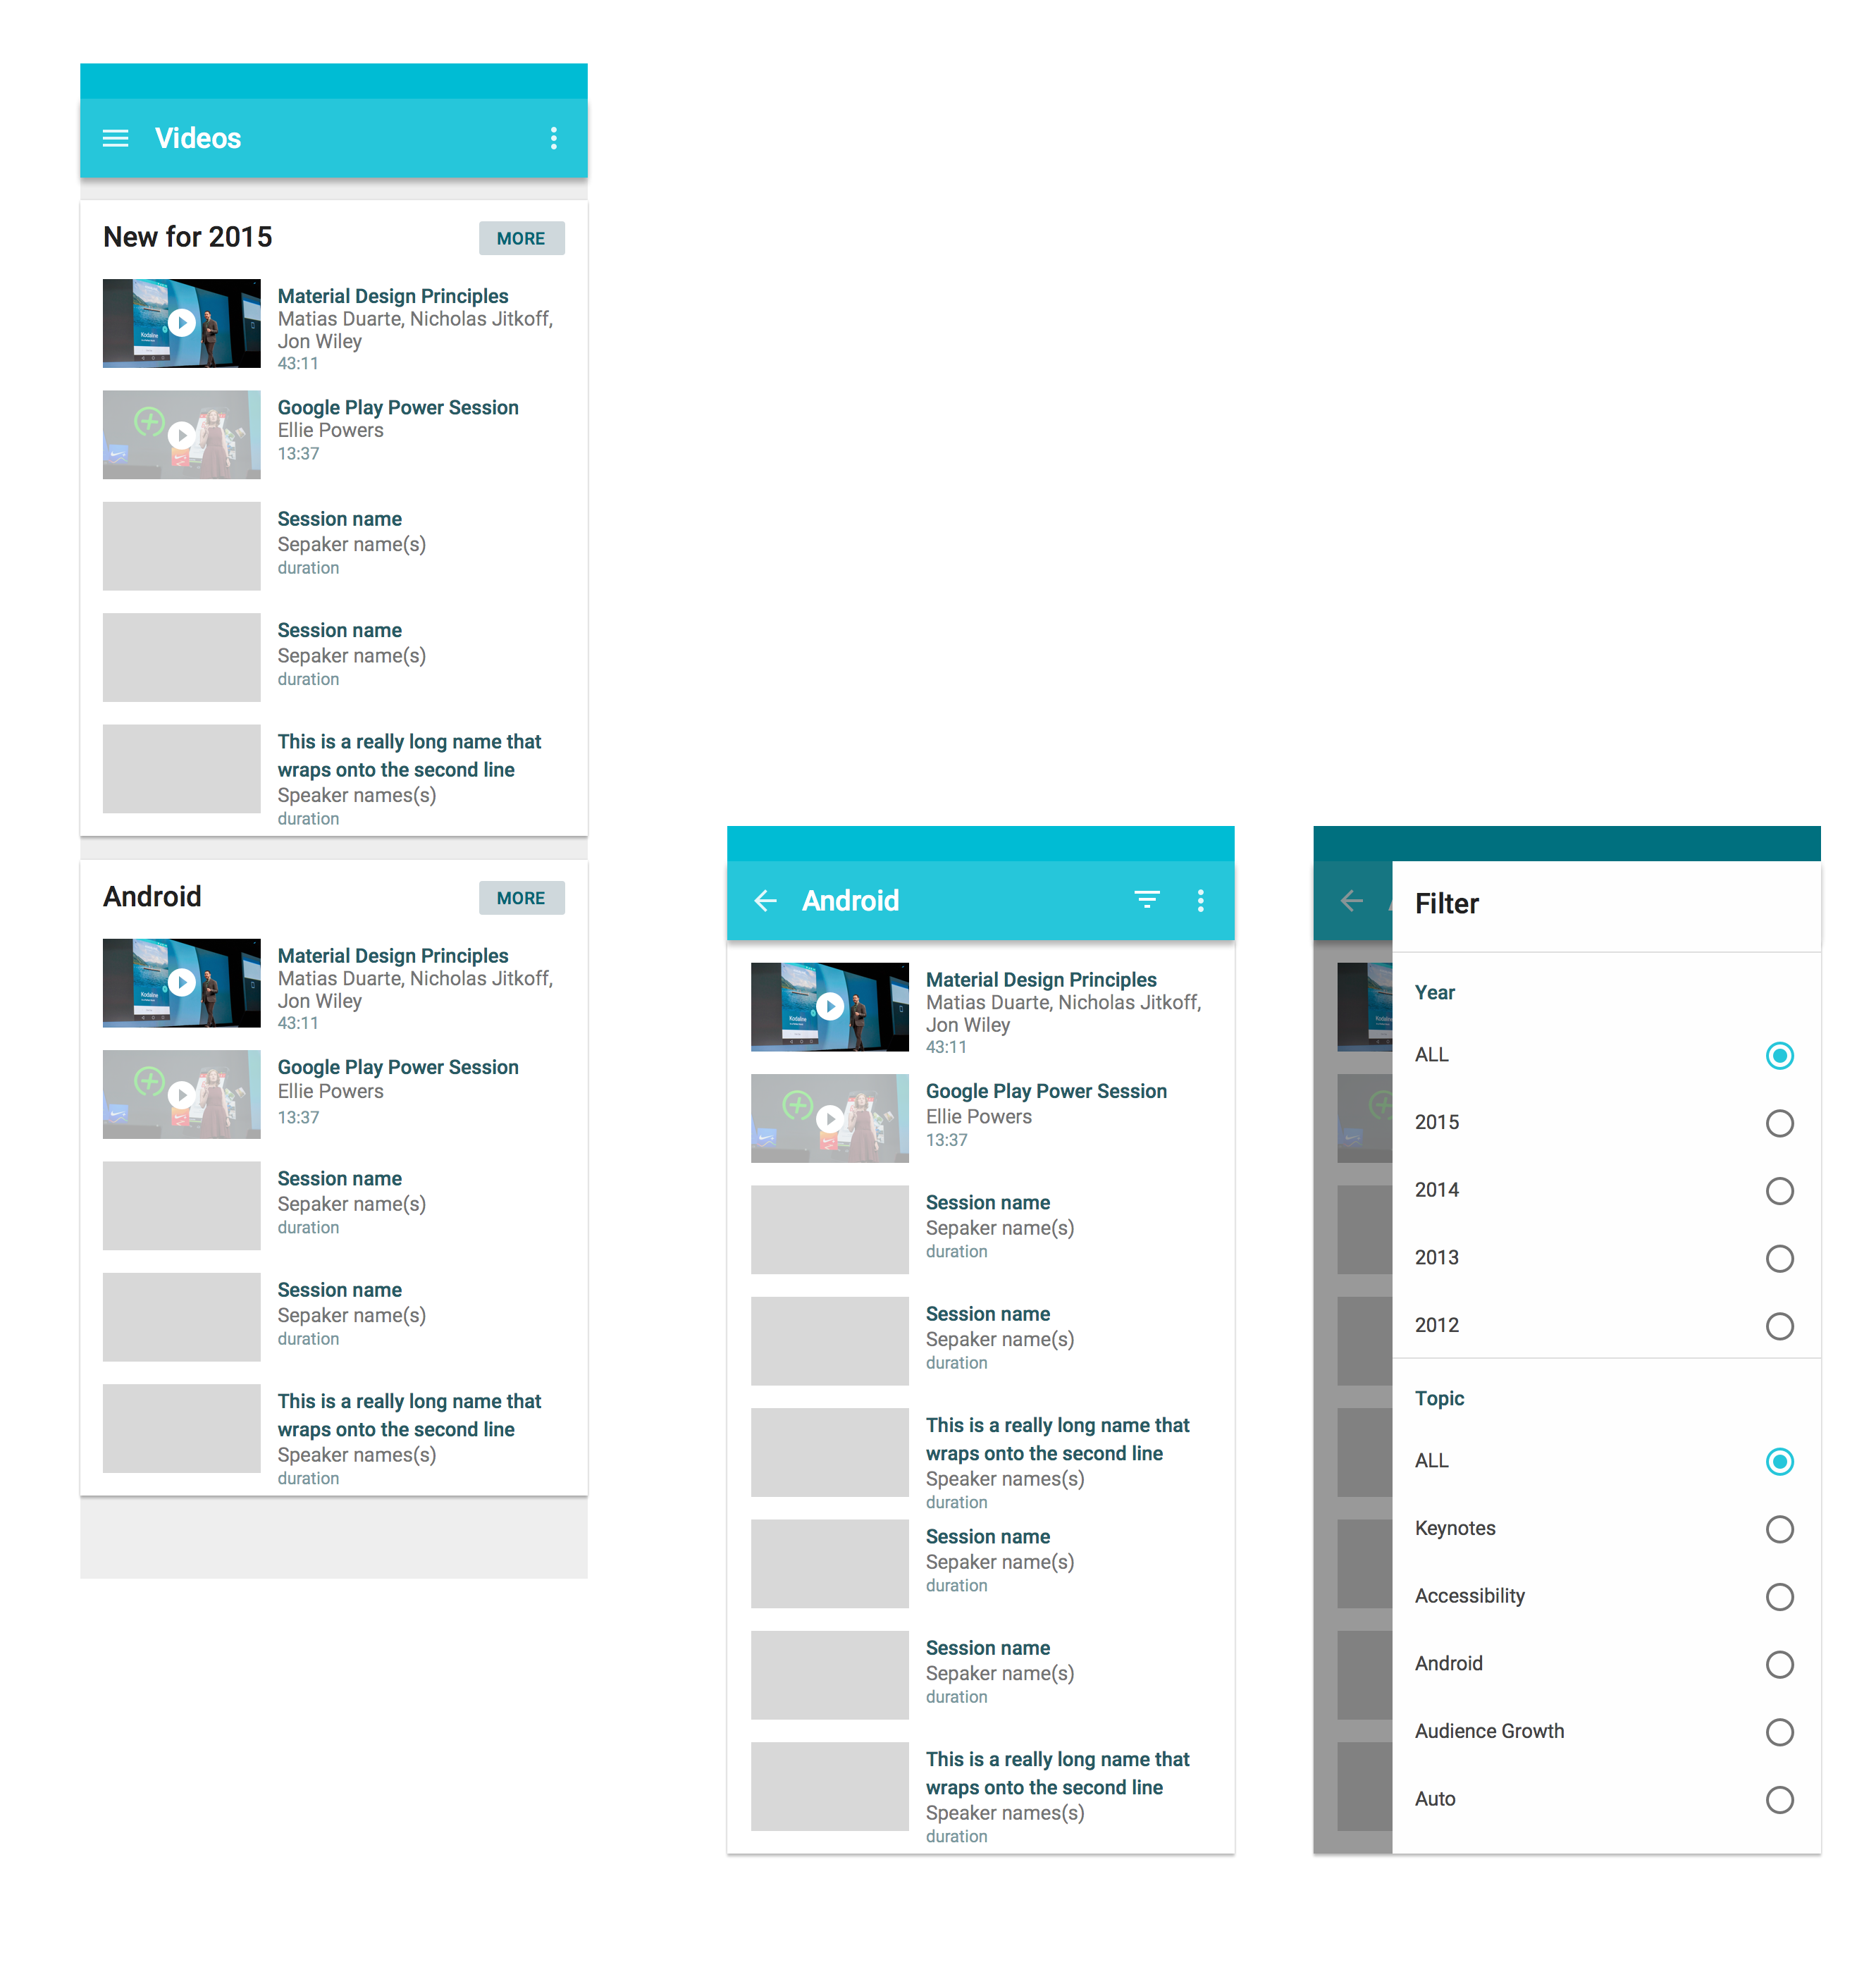 Videos
New for 2015
MORE
Material Design Principles
Matias Duarte, Nicholas Jitkoff,
Jon Wiley
43:11
Google Play Power Session
Ellie Powers
13:37
Session name
Sepaker name(s)
duration
Session name
Sepaker name(s)
duration
This is a really long name that
wraps onto the second line
Speaker names(s)
duration
Android
MORE
Material Design Principles
Matias Duarte, Nicholas Jitkoff,
Jon Wiley
43:11
Google Play Power Session
Ellie Powers
13:37
Session name
Sepaker name(s)
duration
Session name
Sepaker name(s)
duration
This is a really long name that
wraps onto the second line
Speaker names(s)
duration
Android
Material Design Principles
Matias Duarte, Nicholas Jitkoff,
Jon Wiley
43:11
Google Play Power Session
Ellie Powers
13:37
Session name
Sepaker name(s)
duration
Session name
Sepaker name(s)
duration
This is a really long name that
wraps onto the second line
Speaker names(s)
duration
Session name
Sepaker name(s)
duration
Session name
Sepaker name(s)
duration
This is a really long name that
wraps onto the second line
Speaker names(s)
duration
Filter
Year
ALL
2015
2014
2013
2012
Topic
ALL
Keynotes
Accessibility
Android
Audience Growth
Auto